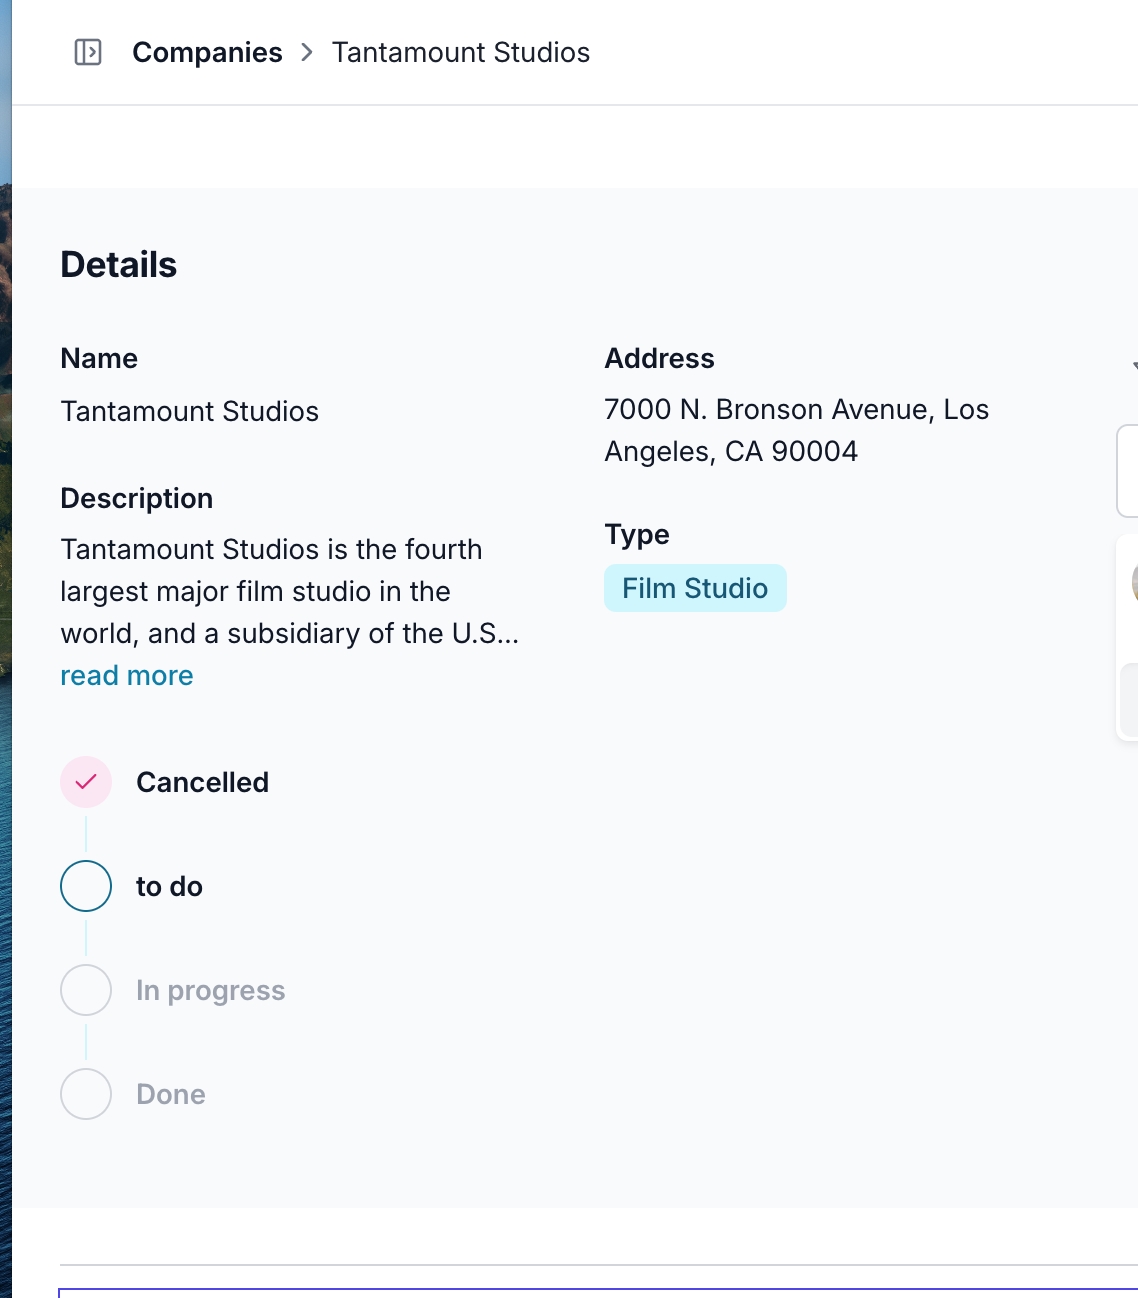 Companies > Tantamount Studios
Details
Name
Tantamount Studios
Description
Tantamount Studios is the fourth
largest major film studio in the
world, and a subsidiary of the U.S...
read more
Address
7000 N. Bronson Avenue, Los
Angeles, CA 90004
Type
Film Studio
Cancelled
to do
In progress
Done